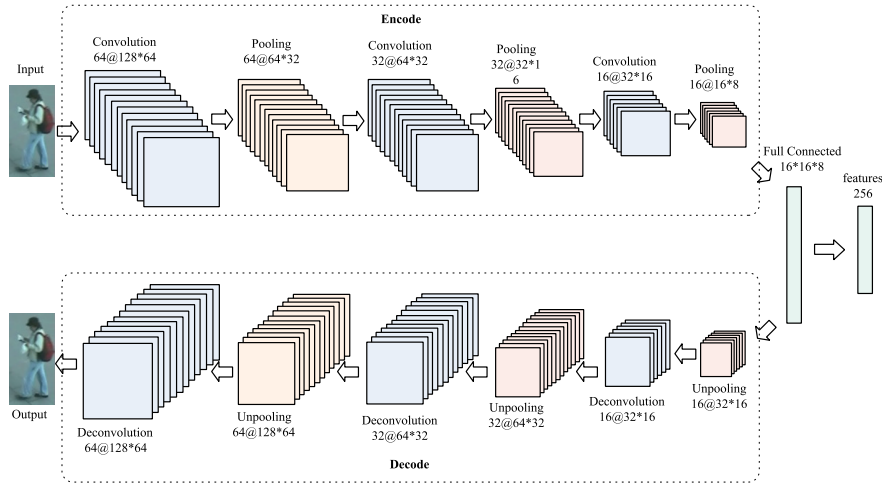 Encode
Input
Convolution
64@128*64
Pooling
64@64*32
Convolution
32@64*32
Pooling
32@32*1
6
Convolution
16@32*16
Pooling
16@16*8
Full Connected
16*16*8
features
256
Output
Deconvolution
64@128*64
Unpooling
64@128*64
Deconvolution
32@64*32
Unpooling
32@64*32
Deconvolution
16@32*16
Unpooling
16@32*16
Decode